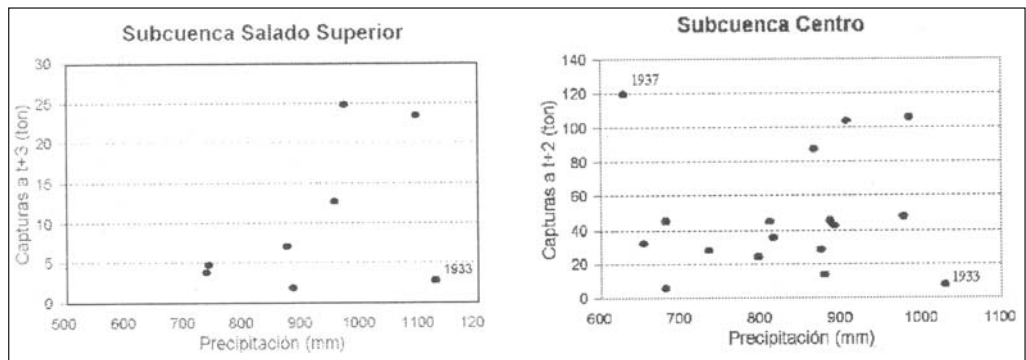 Subcuenca Salado Superior
Capturas a t+3 (ton)
30
25
20
15
10
5
0
1933
500 600 700 800 900 1000 1100 120
Precipitación (mm)
Subcuenca Centro
Capturas a t+2 (ton)
140
120
100
80
60
40
20
0
1937
1933
600 700 800 900 1000 1100
Precipitación (mm)